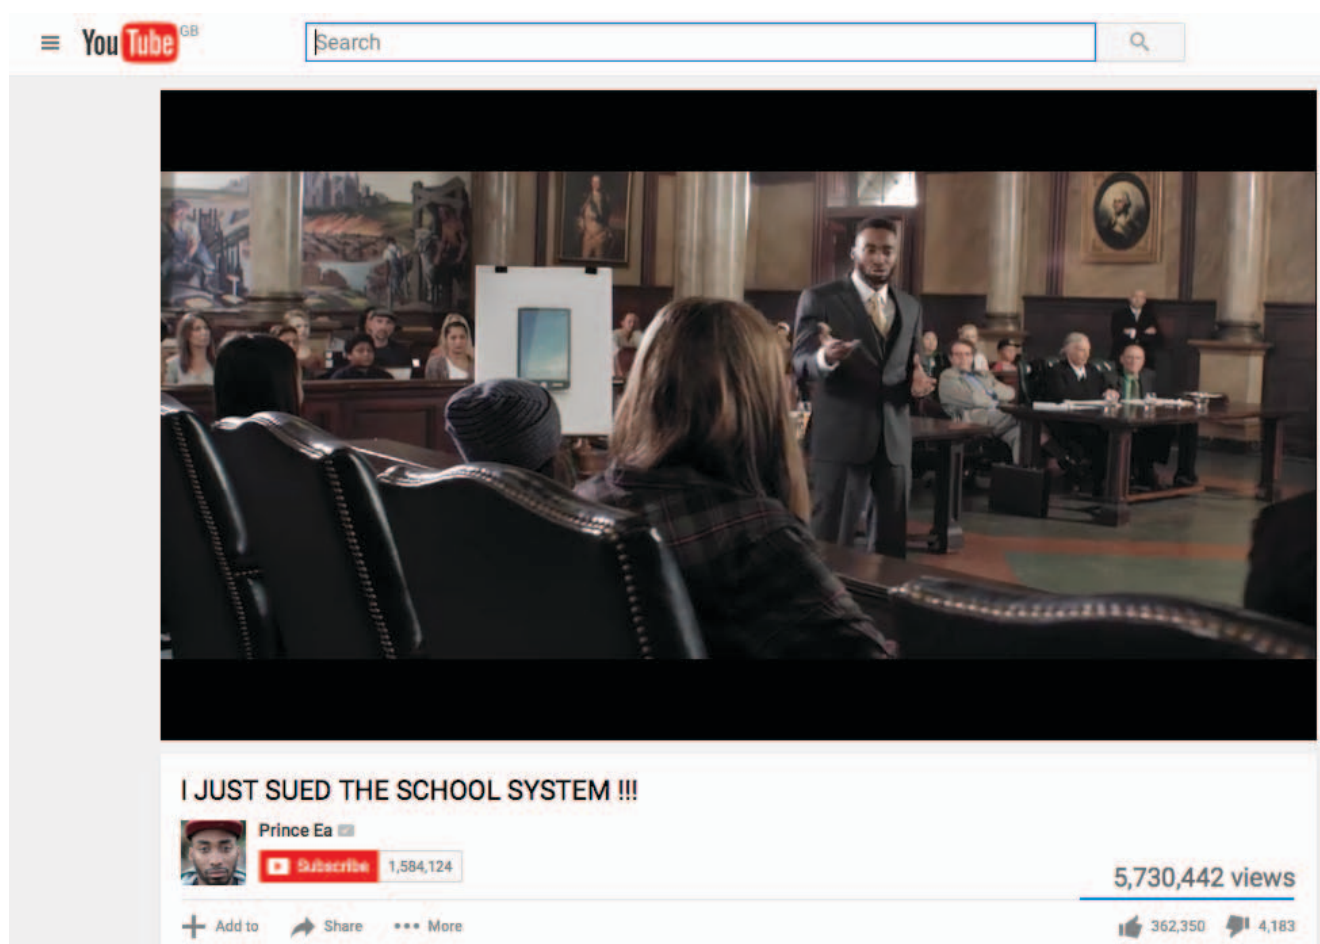 YouTube GB
Search
I JUST SUED THE SCHOOL SYSTEM !!!
Prince Ea
Subscribe 1,584,124
5,730,442 views
Add to Share More
362,350 4,183